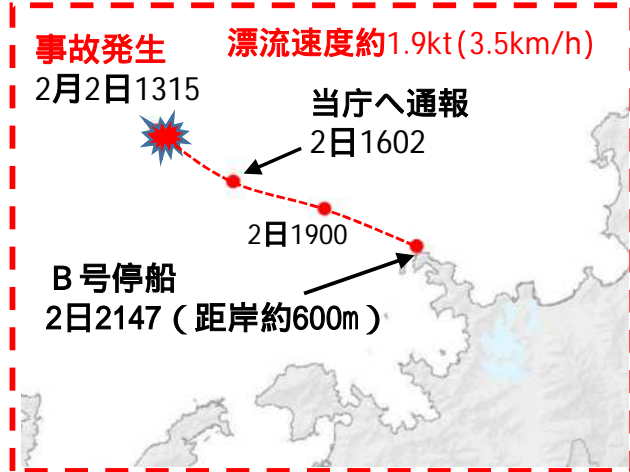 事故発生
2月2日1315
漂流速度約1.9kt(3.5km/h)
当庁へ通報
2日1602
2日1900
Ｂ号停船
2日2147（距岸約600m）